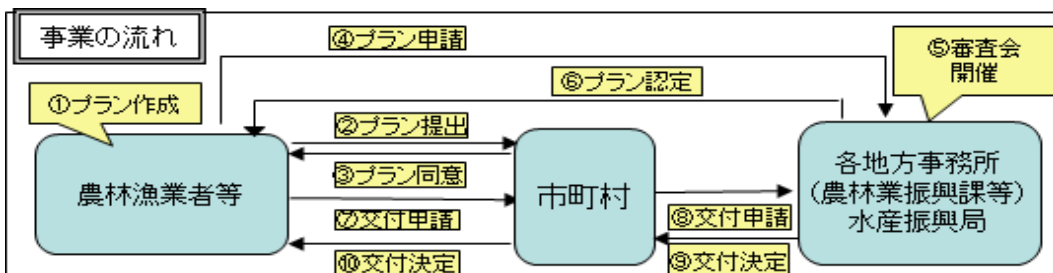 事業の流れ
④プラン申請
⑤審査会
開催
⑥プラン認定
①プラン作成
②プラン提出
農林漁業者等
③プラン同意
市町村
各地方事務所
(農林業振興課等)
水産振興局
⑦交付申請
⑧交付申請
⑩交付決定
⑨交付決定